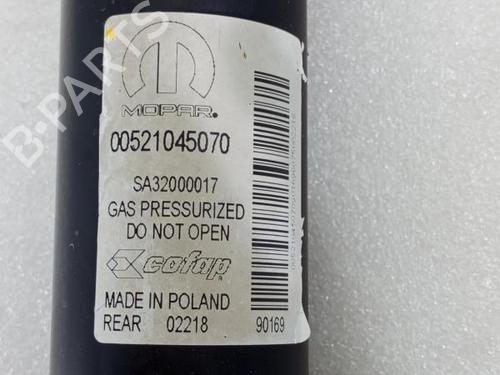 MOPAR.
00521045070
SA32000017
GAS PRESSURIZED
DO NOT OPEN
cofap
MADE IN POLAND
REAR 02218 90169
B-PARTS